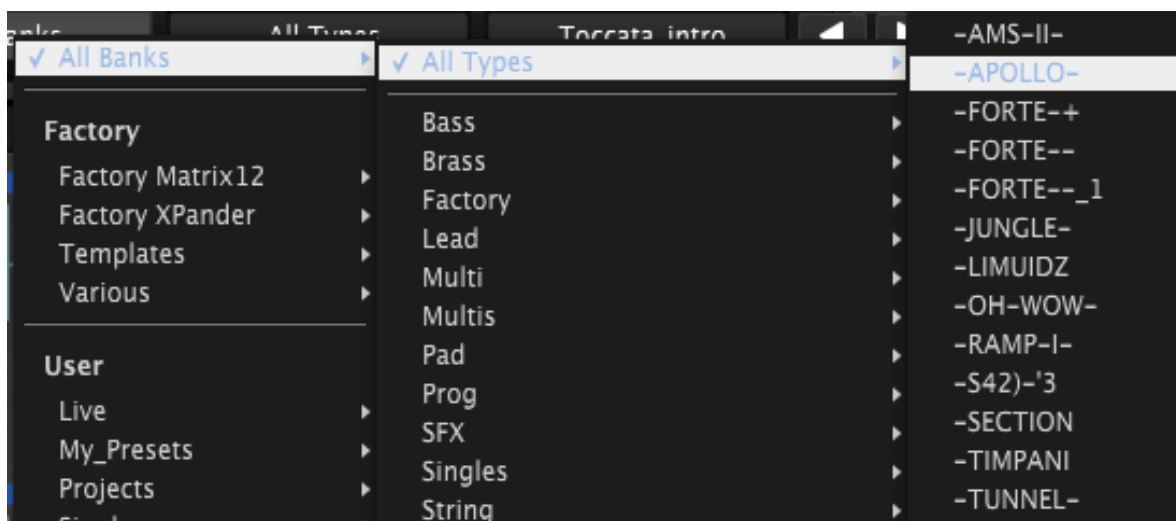 All Types
Toccata_intro
✓ All Banks
Factory
Factory Matrix12
Factory XPander
Templates
Various
User
Live
My_Presets
Projects
✓ All Types
Bass
Brass
Factory
Lead
Multi
Multis
Pad
Prog
SFX
Singles
String
-AMS-II-
-APOLLO-
-FORTE-+
-FORTE--
-FORTE--_1
-JUNGLE-
-LIMUIDZ
-OH-WOW-
-RAMP-I-
-S42)-'3
-SECTION
-TIMPANI
-TUNNEL-